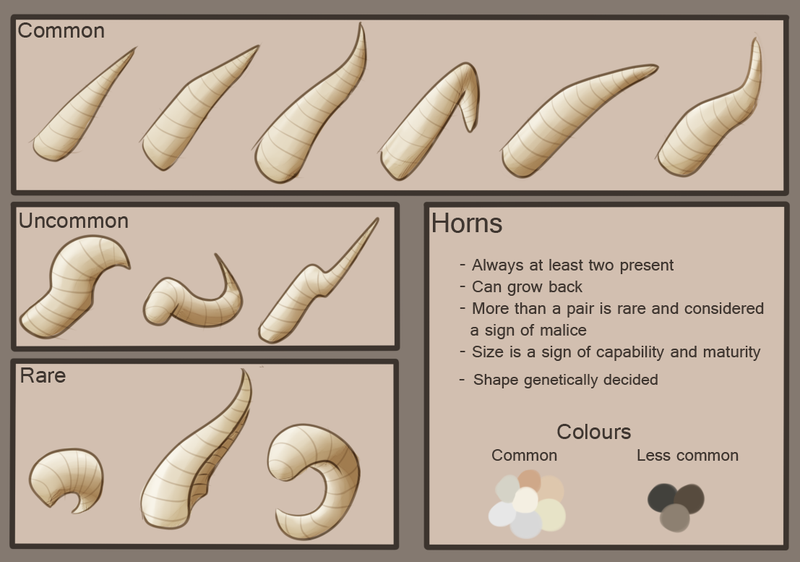 Common
Uncommon
Rare
Horns
- Always at least two present
- Can grow back
- More than a pair is rare and considered
a sign of malice
- Size is a sign of capability and maturity
- Shape genetically decided
Colours
Common
Less common